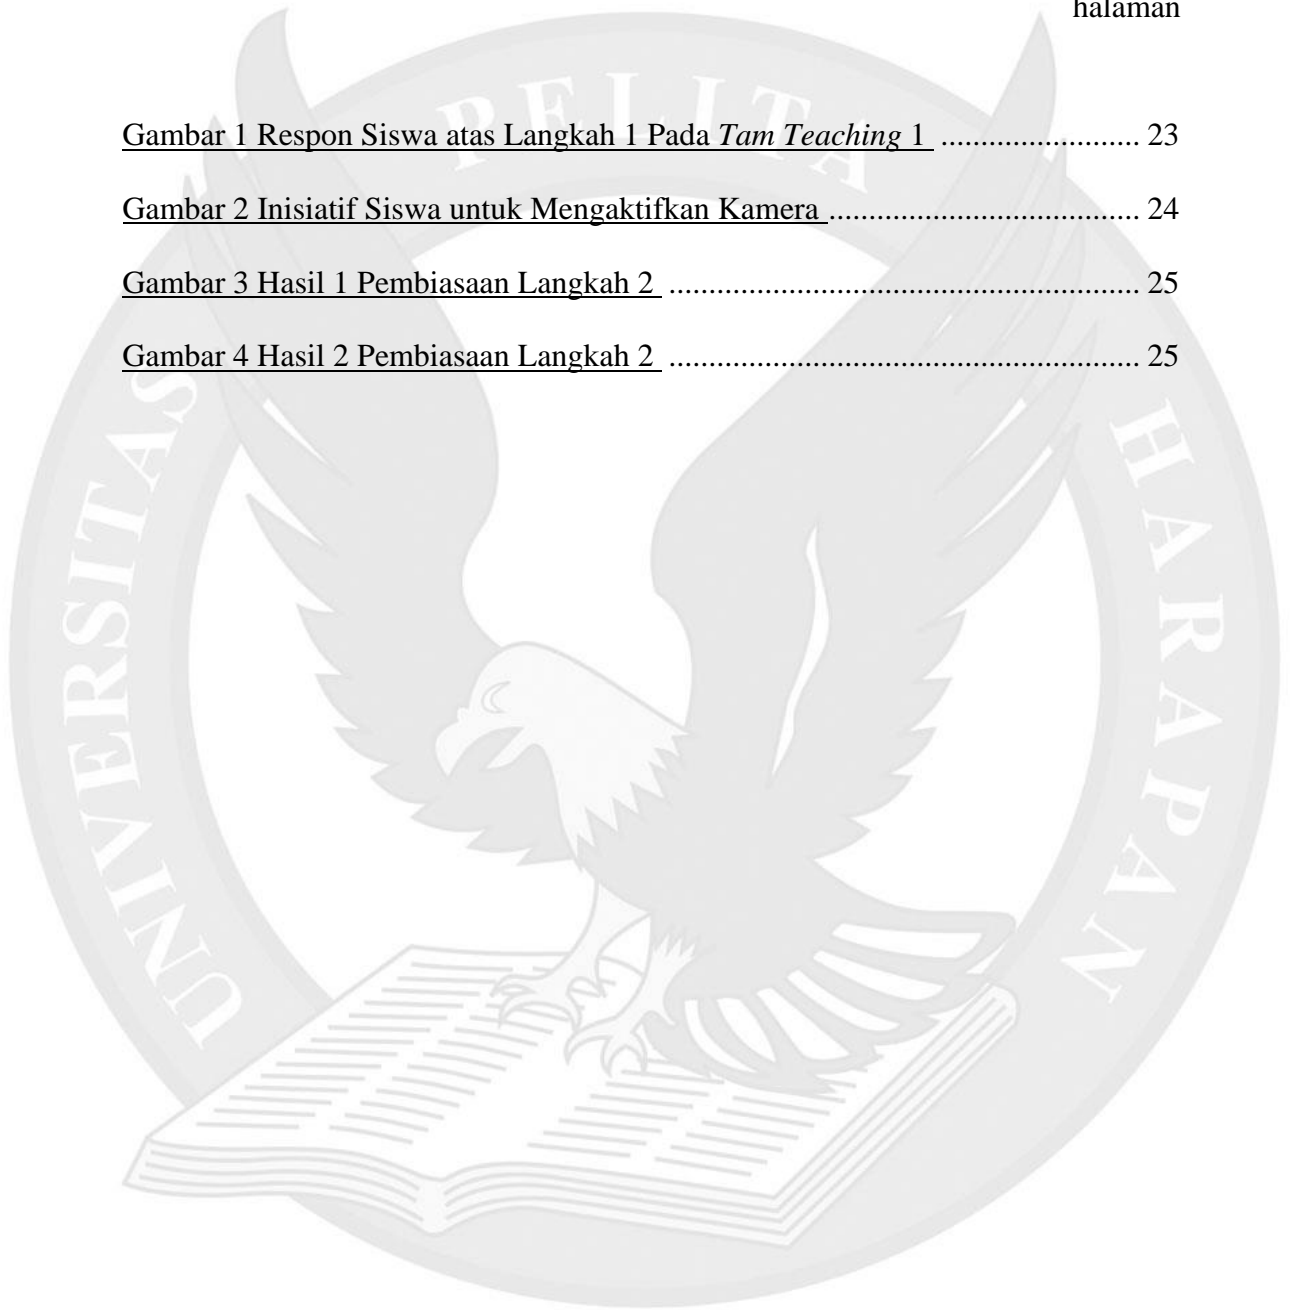 halaman
Gambar 1 Respon Siswa atas Langkah 1 Pada Tam Teaching 1 ........................ 23
Gambar 2 Inisiatif Siswa untuk Mengaktifkan Kamera ...................................... 24
Gambar 3 Hasil 1 Pembiasaan Langkah 2 ......................................................... 25
Gambar 4 Hasil 2 Pembiasaan Langkah 2 ......................................................... 25
UNIVERSITAS PELITA HARAPAN